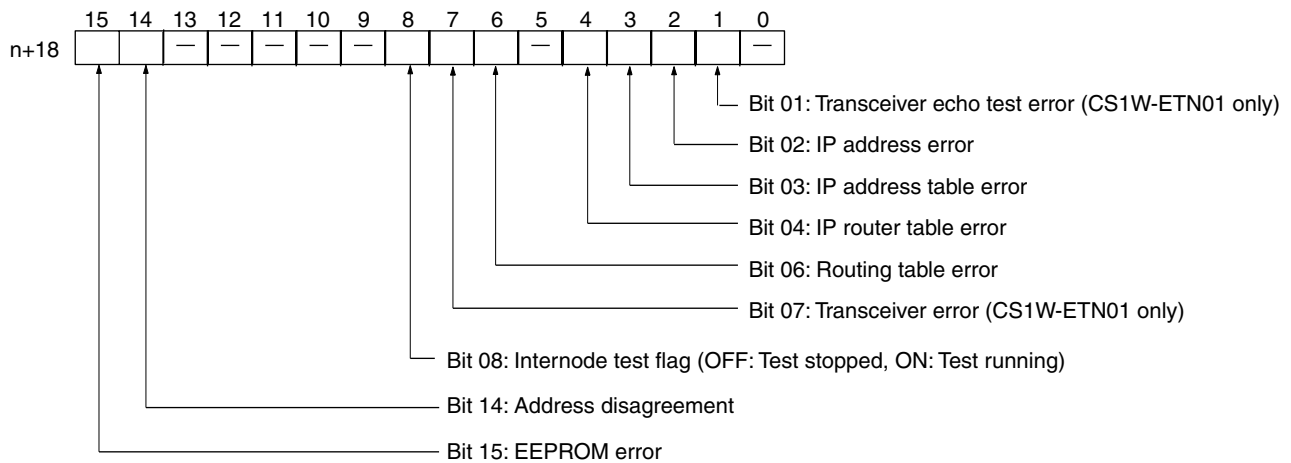 15 14 13 12 11 10 9 8 7 6 5 4 3 2 1 0
n+18 — — — — — — —
Bit 01: Transceiver echo test error (CS1W-ETN01 only)
Bit 02: IP address error
Bit 03: IP address table error
Bit 04: IP router table error
Bit 06: Routing table error
Bit 07: Transceiver error (CS1W-ETN01 only)
Bit 08: Internode test flag (OFF: Test stopped, ON: Test running)
Bit 14: Address disagreement
Bit 15: EEPROM error